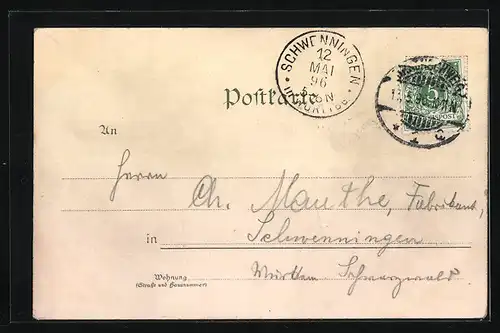 SCHWENNINGEN
12
MAI
96
Postkarte
An
Herrn
Ch. Mauthe, Fabrikant,
in Schwenningen
Wohnung
(Straße und Hausnummer)
Württem Schwarzwald